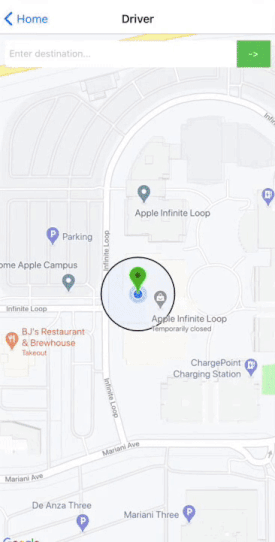 Home
Driver
Enter destination...
->
Infin
Apple Infinite Loop
Parking
ome Apple Campus
Infinite Loop
Infinite Loop
Apple Infinite Loop
Temporarily closed
BJ's Restaurant
& Brewhouse
Takeout
ChargePoint
Charging Station
Infinite Loop
Mariani Ave
Mariani Ave
De Anza Three
Mariani Three
Google